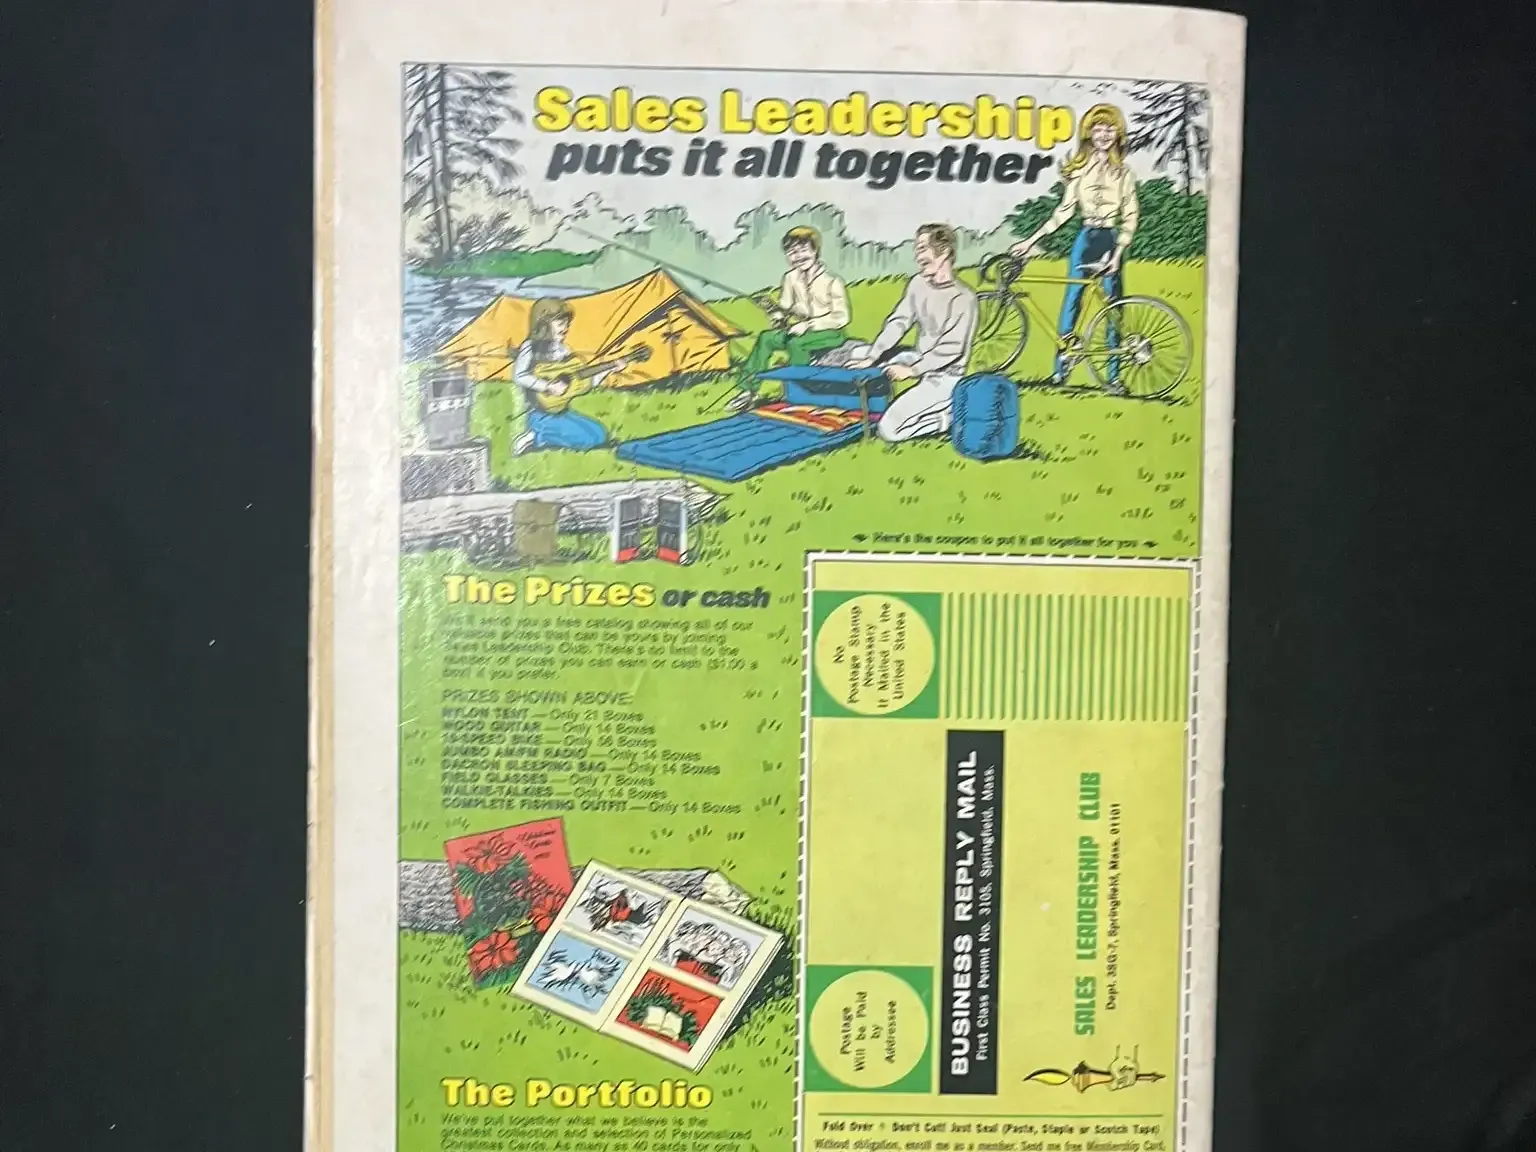 Sales Leadership
puts it all together
Here's the coupon to put it all together for you
The Prizes or cash
We'll send you a free catalog showing all of our
valuable prizes that can be yours by joining
Sales Leadership Club. There's no limit to the
number of prizes you can earn or cash ($1.00 a
box) if you prefer.
PRIZES SHOWN ABOVE:
NYLON TENT — Only 21 Boxes
WOOD GUITAR — Only 14 Boxes
10-SPEED BIKE — Only 56 Boxes
JUMBO AM/FM RADIO — Only 14 Boxes
DACRON SLEEPING BAG — Only 14 Boxes
FIELD GLASSES — Only 7 Boxes
WALKIE-TALKIES — Only 14 Boxes
COMPLETE FISHING OUTFIT — Only 14 Boxes
The Portfolio
We've put together what we believe is the
greatest collection and selection of Personalized
Christmas Cards. As many as 40 cards for only
No
Postage Stamp
Necessary
If Mailed in the
United States
Postage
Will be Paid
by
Addressee
BUSINESS REPLY MAIL
First Class Permit No. 3105, Springfield, Mass.
SALES LEADERSHIP CLUB
Dept. 38G-7, Springfield, Mass. 01101
Fold Over • Don't Cut! Just Seal (Paste, Staple or Scotch Tape)
Without obligation, enroll me as a member. Send me free Membership Card,